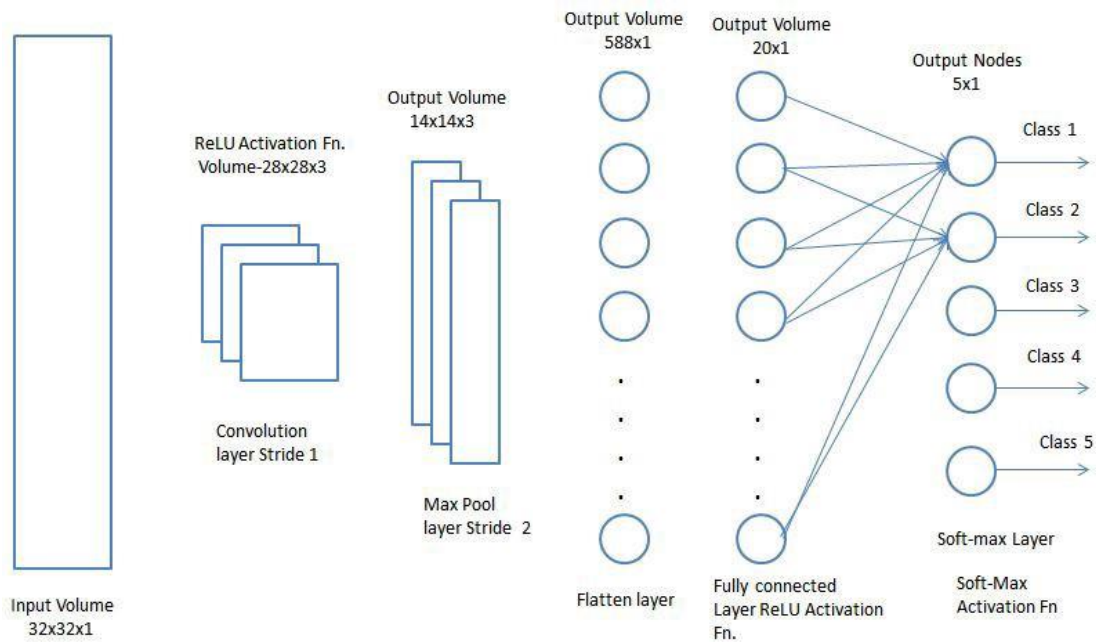 Input Volume
32x32x1
ReLU Activation Fn.
Volume-28x28x3
Convolution
layer Stride 1
Output Volume
14x14x3
Max Pool
layer Stride 2
Output Volume
588x1
Flatten layer
Output Volume
20x1
Fully connected
Layer ReLU Activation
Fn.
Output Nodes
5x1
Class 1
Class 2
Class 3
Class 4
Class 5
Soft-max Layer
Soft-Max
Activation Fn